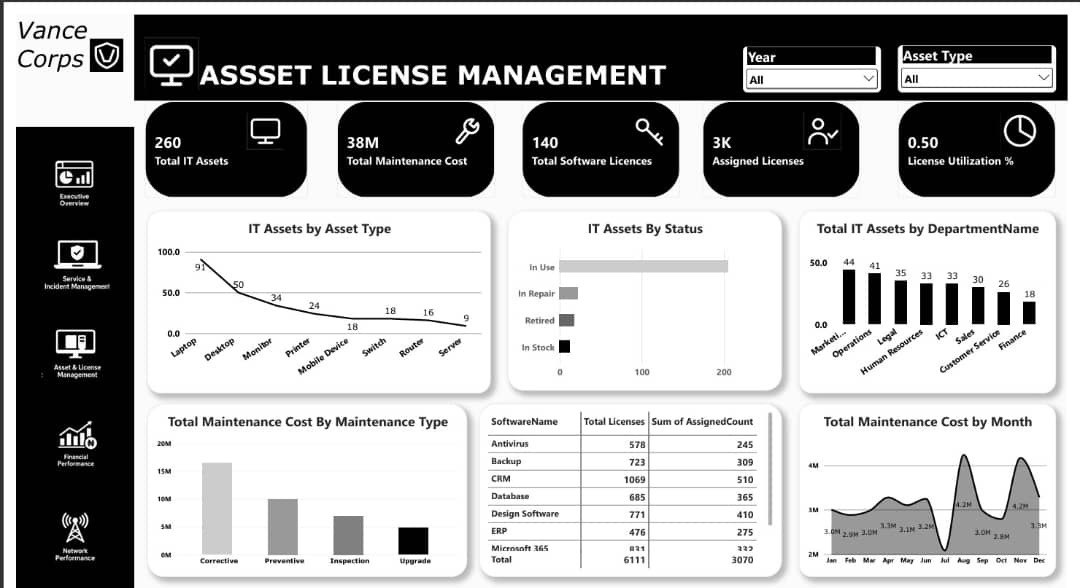 Vance
Corps
ASSSET LICENSE MANAGEMENT
Year
All
Asset Type
All
260
Total IT Assets
38M
Total Maintenance Cost
140
Total Software Licences
3K
Assigned Licenses
0.50
License Utilization %
Executive
Overview
Service &
Incident Management
Asset & License
Management
Financial
Performance
Network
Performance
IT Assets by Asset Type
100.0
50.0
0.0
91
50
34
24
18
18
16
9
Laptop
Desktop
Monitor
Printer
Mobile Device
Switch
Router
Server
IT Assets By Status
In Use
In Repair
Retired
In Stock
0
100
200
Total IT Assets by DepartmentName
50.0
0.0
44
41
35
33
33
30
26
18
Marketi...
Operations
Legal
Human Resources
ICT
Sales
Customer Service
Finance
Total Maintenance Cost By Maintenance Type
20M
15M
10M
5M
0M
Corrective
Preventive
Inspection
Upgrade
SoftwareName Total Licenses Sum of AssignedCount
Antivirus 578 245
Backup 723 309
CRM 1069 510
Database 685 365
Design Software 771 410
ERP 476 275
Microsoft 365 831 332
Total 6111 3070
Total Maintenance Cost by Month
4M
3M
2M
3.0M
2.9M
3.0M
3.3M
3.1M
3.2M
4.2M
3.0M
2.8M
4.2M
3.3M
Jan Feb Mar Apr May Jun Jul Aug Sep Oct Nov Dec